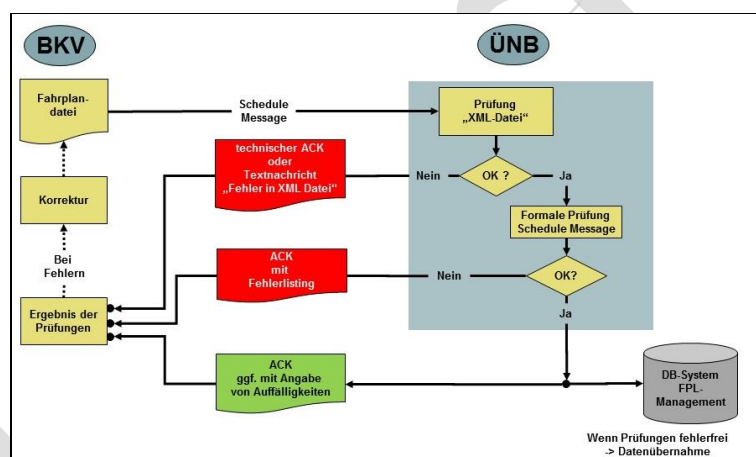 BKV
ÜNB
Fahrplan-
datei
Schedule
Message
Prüfung
„XML-Datei“
technischer ACK
oder
Textnachricht
„Fehler in XML Datei“
Nein
OK ?
Ja
Korrektur
Formale Prüfung
Schedule Message
Bei
Fehlern
ACK
mit
Fehlerlisting
Nein
OK?
Ergebnis der
Prüfungen
Ja
ACK
ggf. mit Angabe
von Auffälligkeiten
DB-System
FPL-
Management
Wenn Prüfungen fehlerfrei
-> Datenübernahme